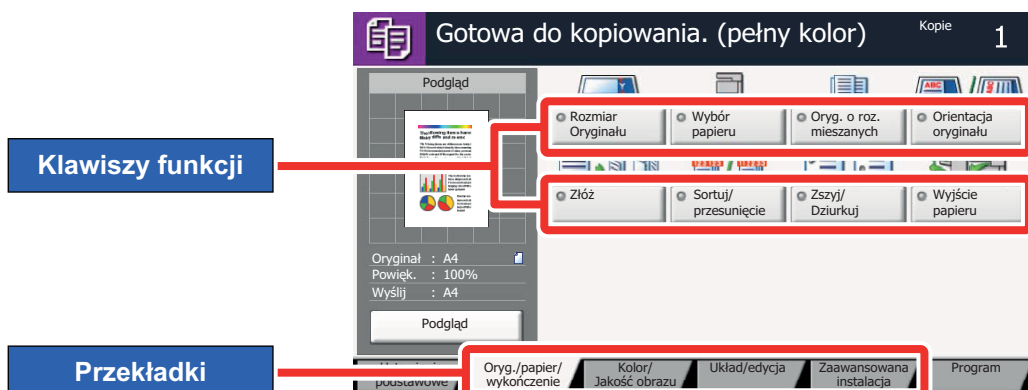 Gotowa do kopiowania. (pełny kolor)
Kopie
1
Podgląd
Klawiszy funkcji
Rozmiar
Oryginału
Wybór
papieru
Oryg. o roz.
mieszanych
Orientacja
oryginału
Złóż
Sortuj/
przesunięcie
Zszyj/
Dziurkuj
Wyjście
papieru
Oryginał : A4
Powięk. : 100%
Wyślij : A4
Podgląd
Przekładki
podstawowe
Oryg./papier/
wykończenie
Kolor/
Jakość obrazu
Układ/edycja
Zaawansowana
instalacja
Program